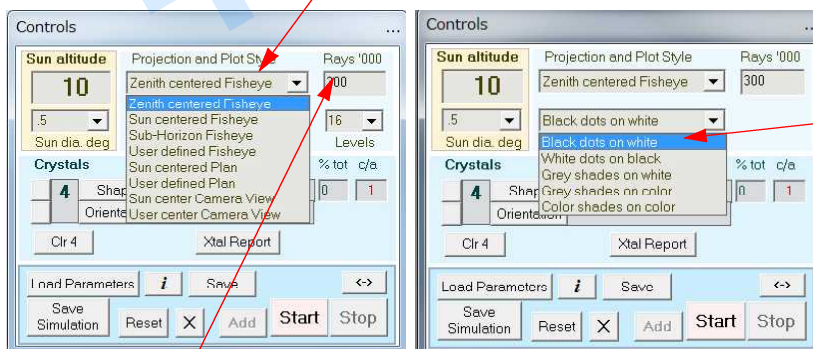 Controls ...
Sun altitude Projection and Plot Style Rays '000
10 Zenith centered Fisheye 300
Zenith centered Fisheye
Sun centered Fisheye
.5 Sub-Horizon Fisheye 16
User defined Fisheye
Sun dia. deg Sun centered Plan Levels
User defined Plan
Crystals Sun center Camera View % tot c/a
User center Camera View
4 Shap 0 1
Orienta
Clr 4 Xtal Report
Load Parameters i Save <->
Save Simulation Reset X Add Start Stop
Controls ..
Sun altitude Projection and Plot Style Rays '000
10 Zenith centered Fisheye 300
.5 Black dots on white
Sun dia. deg Black dots on white
White dots on black
Crystals Grey shades on white % tot c/a
Grey shades on color
4 Shap Color shades on color 0 1
Orientation
Clr 4 Xtal Report
Load Parameters i Save <->
Save Simulation Reset X Add Start Stop